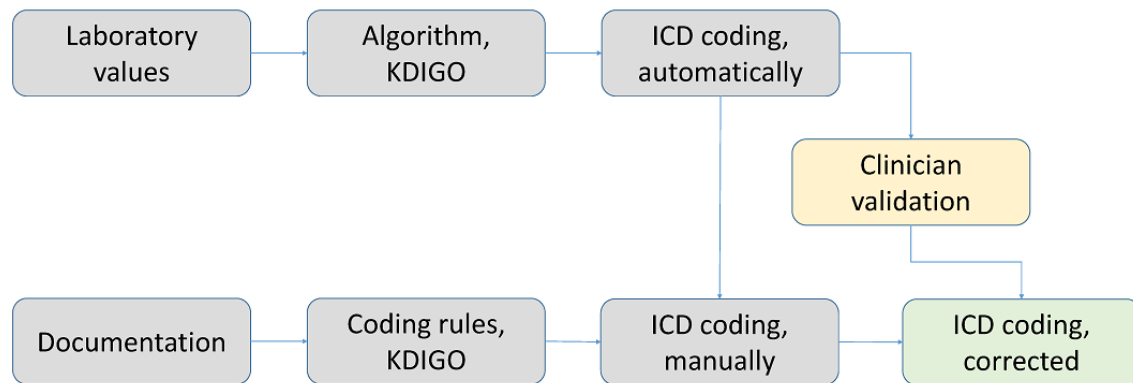 Laboratory
values
Algorithm,
KDIGO
ICD coding,
automatically
Clinician
validation
Documentation
Coding rules,
KDIGO
ICD coding,
manually
ICD coding,
corrected